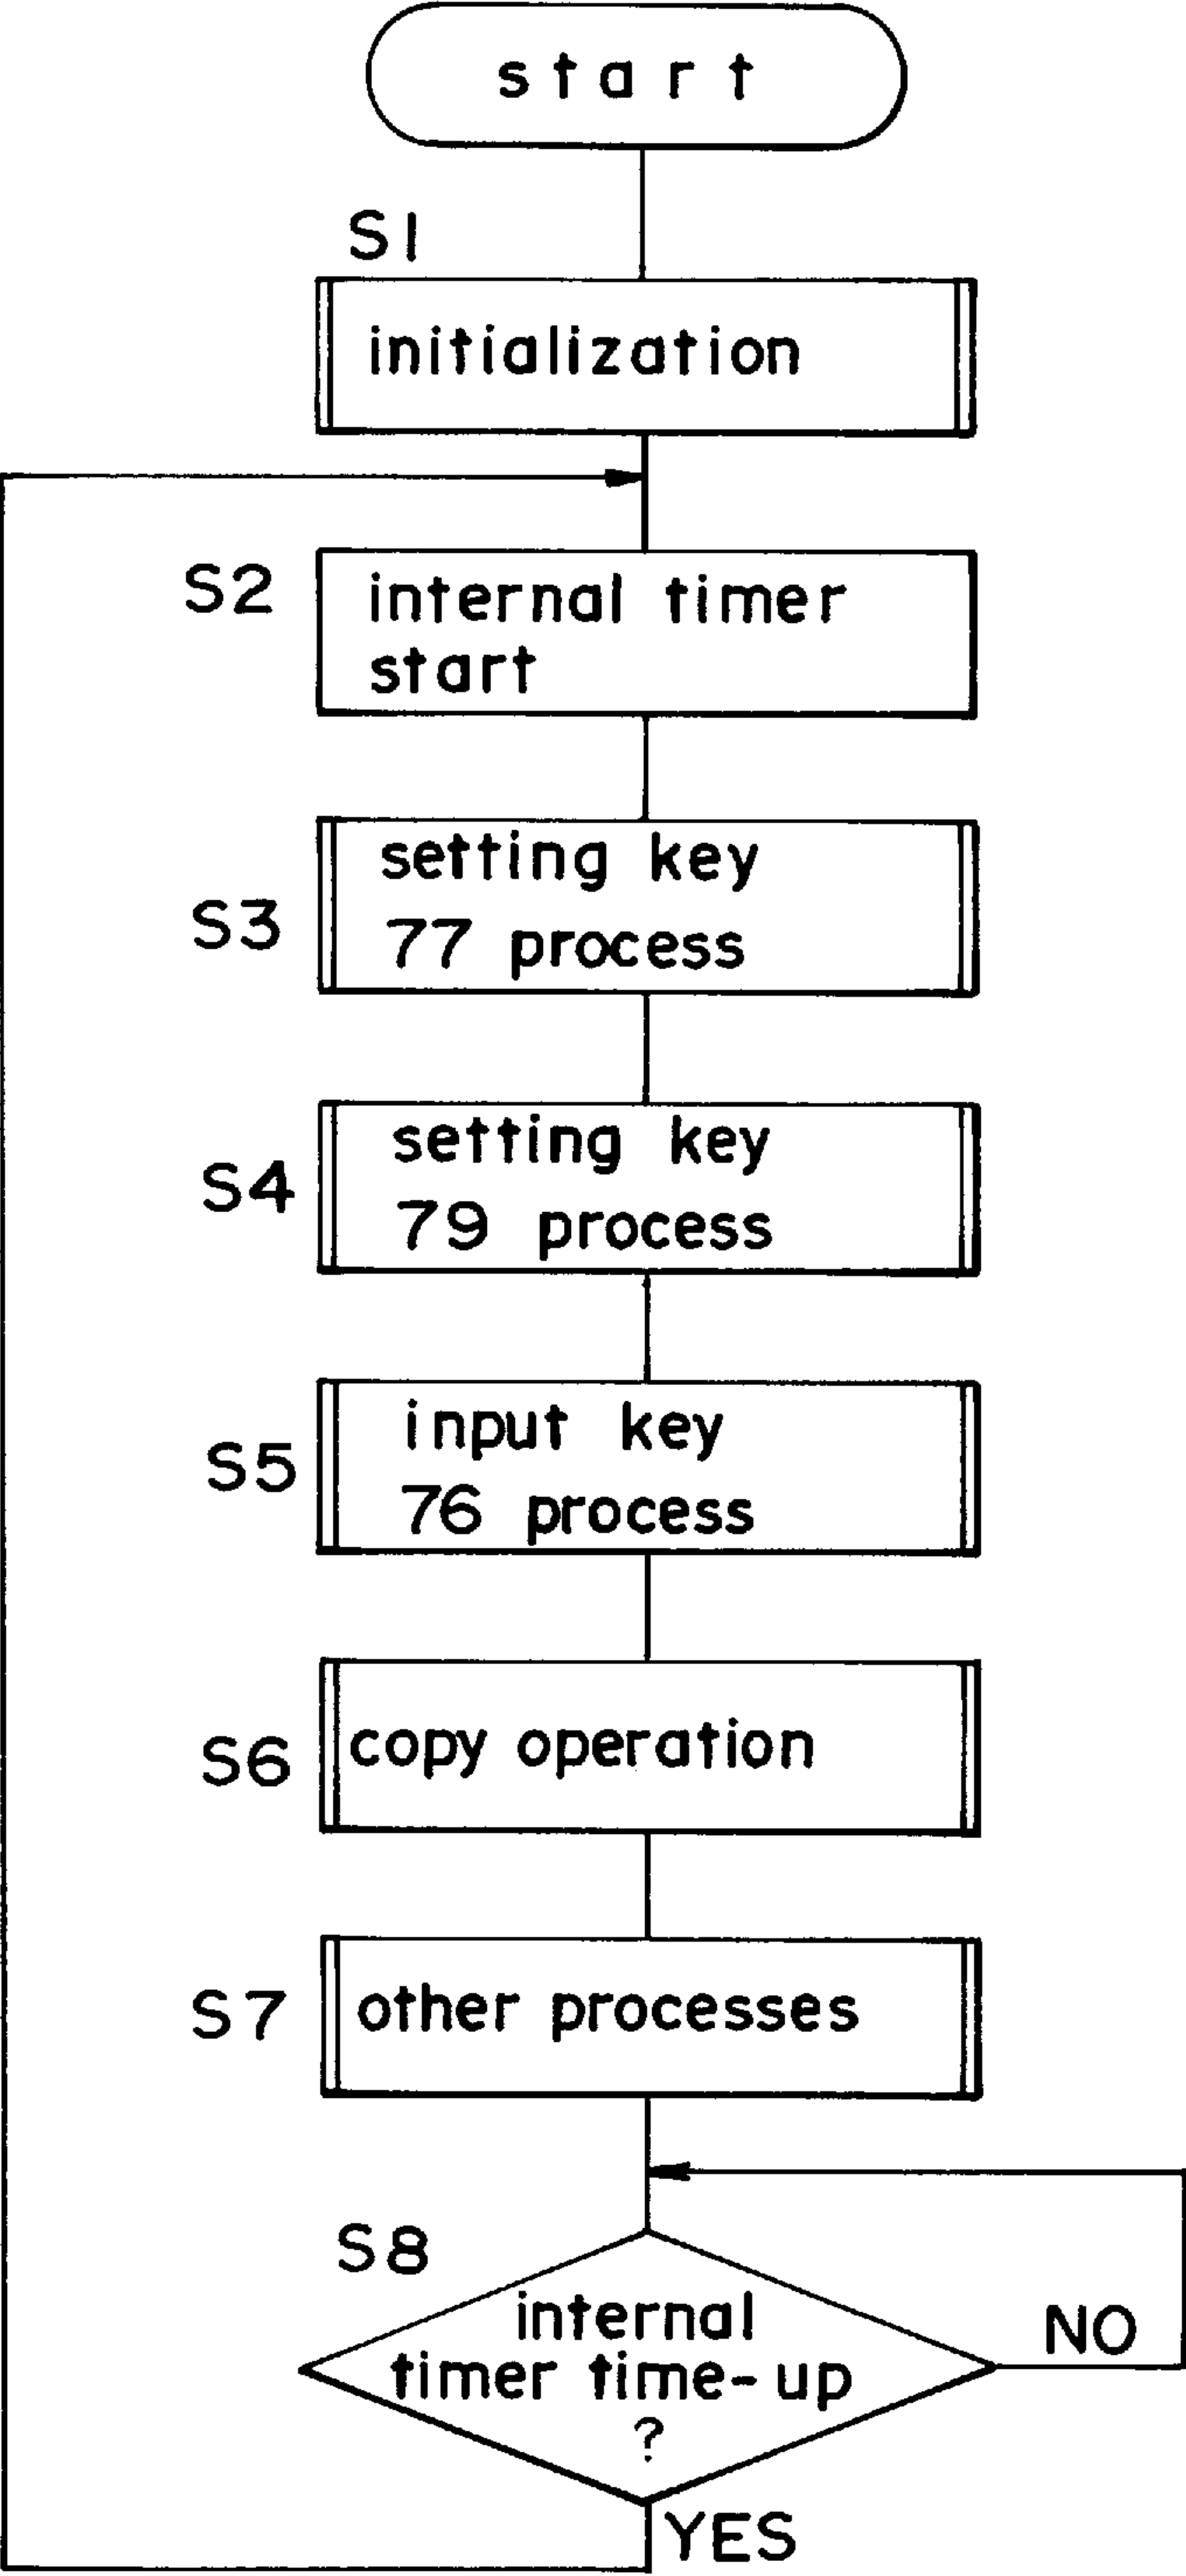 start
S1
initialization
S2
internal timer
start
setting key
S3
77 process
setting key
S4
79 process
input key
S5
76 process
S6
copy operation
S7
other processes
S8
internal
timer time-up
?
NO
YES